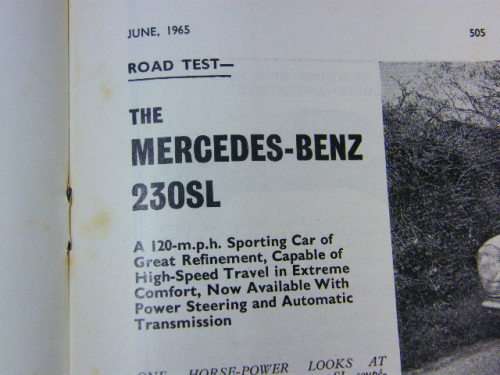 JUNE, 1965 505
ROAD TEST—
THE
MERCEDES-BENZ
230SL
A 120-m.p.h. Sporting Car of
Great Refinement, Capable of
High-Speed Travel in Extreme
Comfort, Now Available With
Power Steering and Automatic
Transmission
ONE HORSE-POWER LOOKS AT